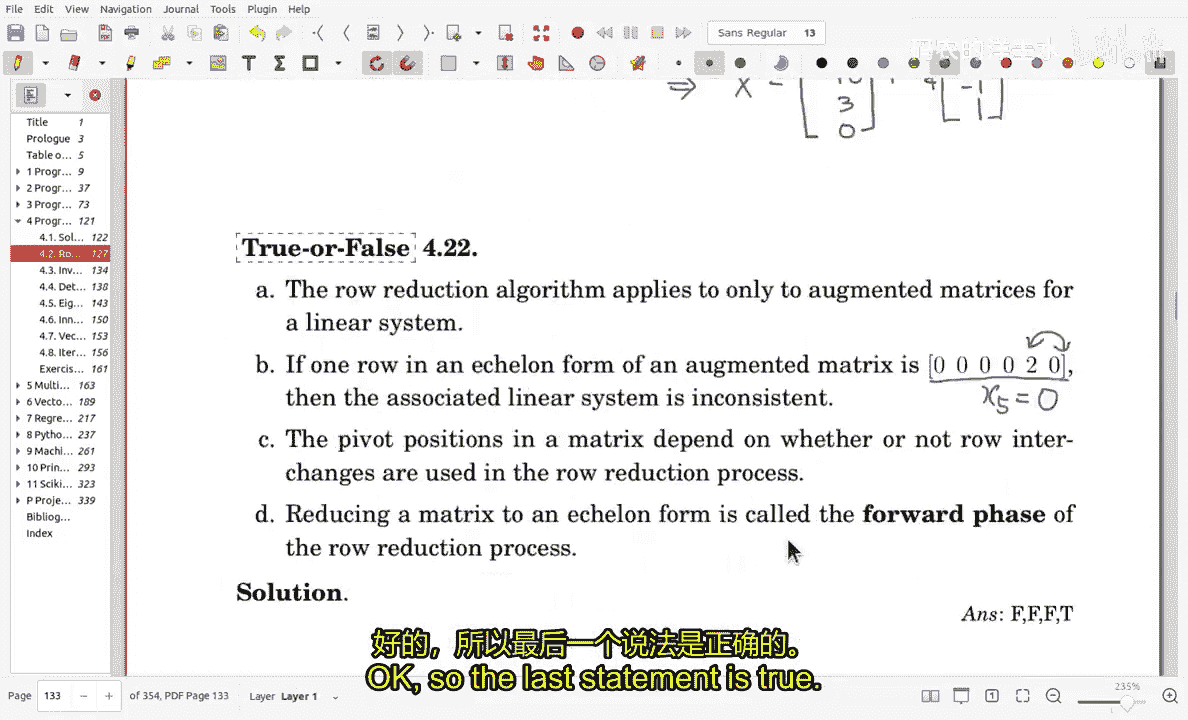 File Edit View Navigation Journal Tools Plugin Help
Sans Regular 13
Title 1
Prologue 3
Table o... 5
1 Progr... 9
2 Progr... 37
3 Progr... 73
4 Progr... 121
4.1. Sol... 122
4.2. Ro... 127
4.3. Inv... 134
4.4. Det... 138
4.5. Eig... 143
4.6. Inn... 150
4.7. Vec... 153
4.8. Iter... 156
Exercis... 161
5 Multi... 163
6 Vecto... 189
7 Regre... 217
8 Pytho... 237
9 Machi... 261
10 Prin... 293
11 Sciki... 323
P Proje... 339
Bibliog...
Index
⇒ X = [ 3 0 ] + [ -1 1 ]
True-or-False 4.22.
a. The row reduction algorithm applies to only to augmented matrices for
a linear system.
b. If one row in an echelon form of an augmented matrix is [0 0 0 0 2 0],
then the associated linear system is inconsistent.
x5 = 0
c. The pivot positions in a matrix depend on whether or not row inter-
changes are used in the row reduction process.
d. Reducing a matrix to an echelon form is called the forward phase of
the row reduction process.
Solution.
Ans: F,F,F,T
好的，所以最后一个说法是正确的。
OK, so the last statement is true.
Page 133 − + of 354, PDF Page 133 Layer Layer 1
235%